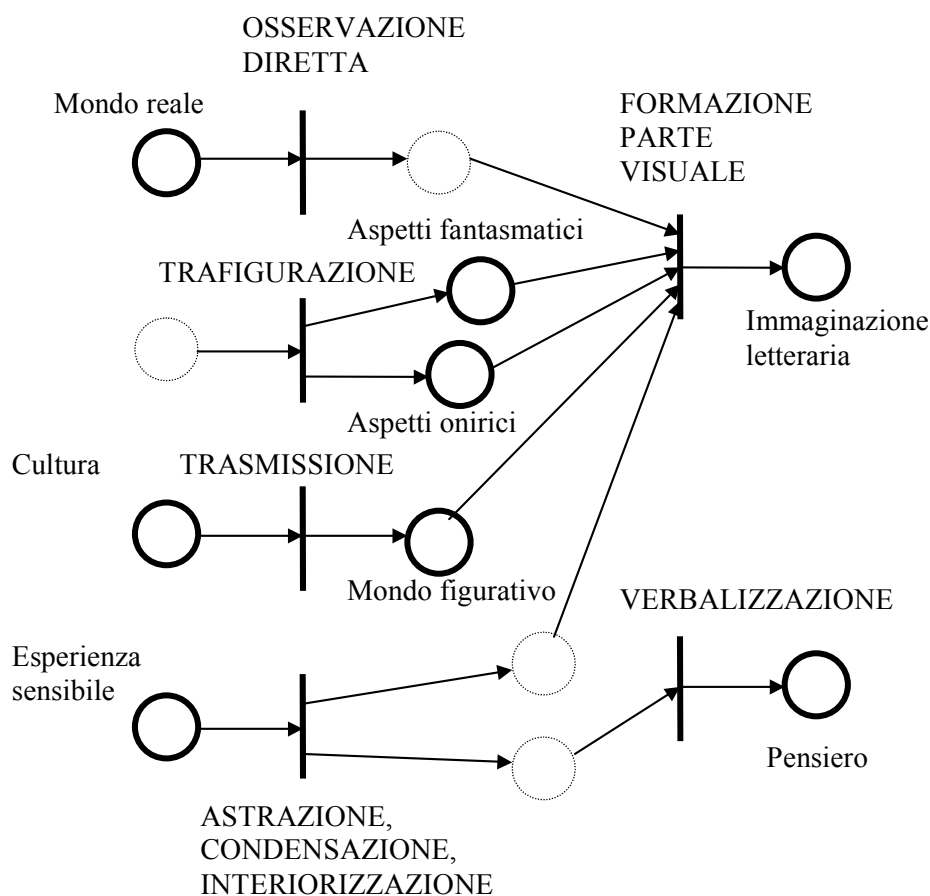 OSSERVAZIONE
DIRETTA
Mondo reale
FORMAZIONE
PARTE
VISUALE
Aspetti fantasmatici
TRAFIGURAZIONE
Immaginazione
letteraria
Aspetti onirici
Cultura
TRASMISSIONE
Mondo figurativo
VERBALIZZAZIONE
Esperienza
sensibile
Pensiero
ASTRAZIONE,
CONDENSAZIONE,
INTERIORIZZAZIONE